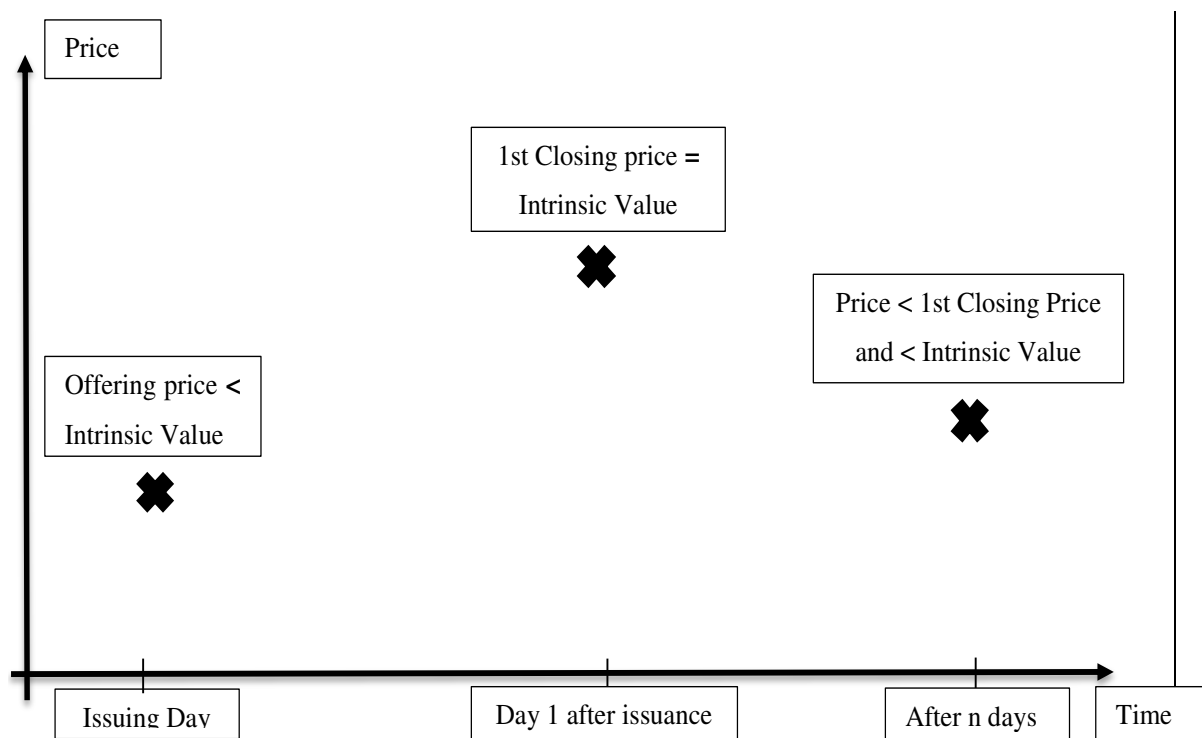 Price
1st Closing price =
Intrinsic Value
Price < 1st Closing Price
and < Intrinsic Value
Offering price <
Intrinsic Value
Issuing Day
Day 1 after issuance
After n days
Time